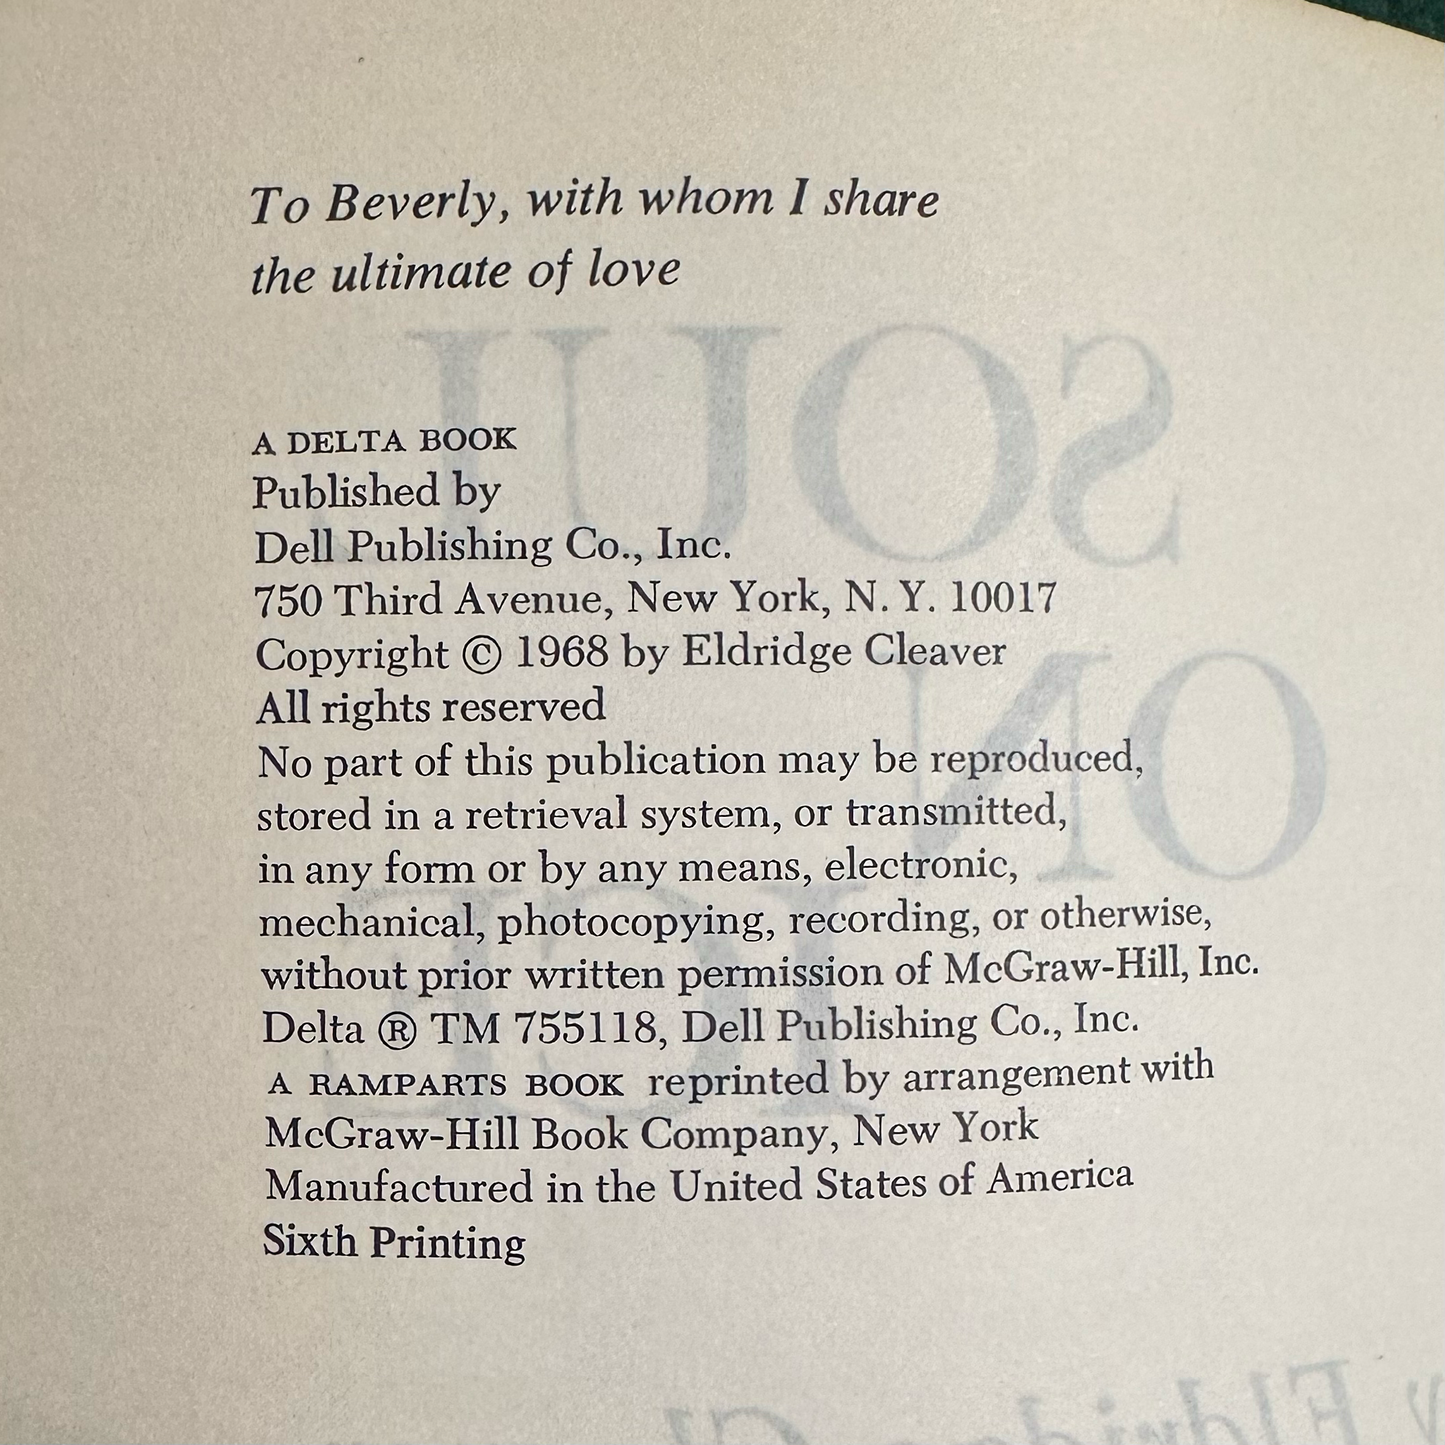 To Beverly, with whom I share
the ultimate of love
A DELTA BOOK
Published by
Dell Publishing Co., Inc.
750 Third Avenue, New York, N. Y. 10017
Copyright © 1968 by Eldridge Cleaver
All rights reserved
No part of this publication may be reproduced,
stored in a retrieval system, or transmitted,
in any form or by any means, electronic,
mechanical, photocopying, recording, or otherwise,
without prior written permission of McGraw-Hill, Inc.
Delta ® TM 755118, Dell Publishing Co., Inc.
A RAMPARTS BOOK reprinted by arrangement with
McGraw-Hill Book Company, New York
Manufactured in the United States of America
Sixth Printing
SOUL
ON
ICE
Eldridge